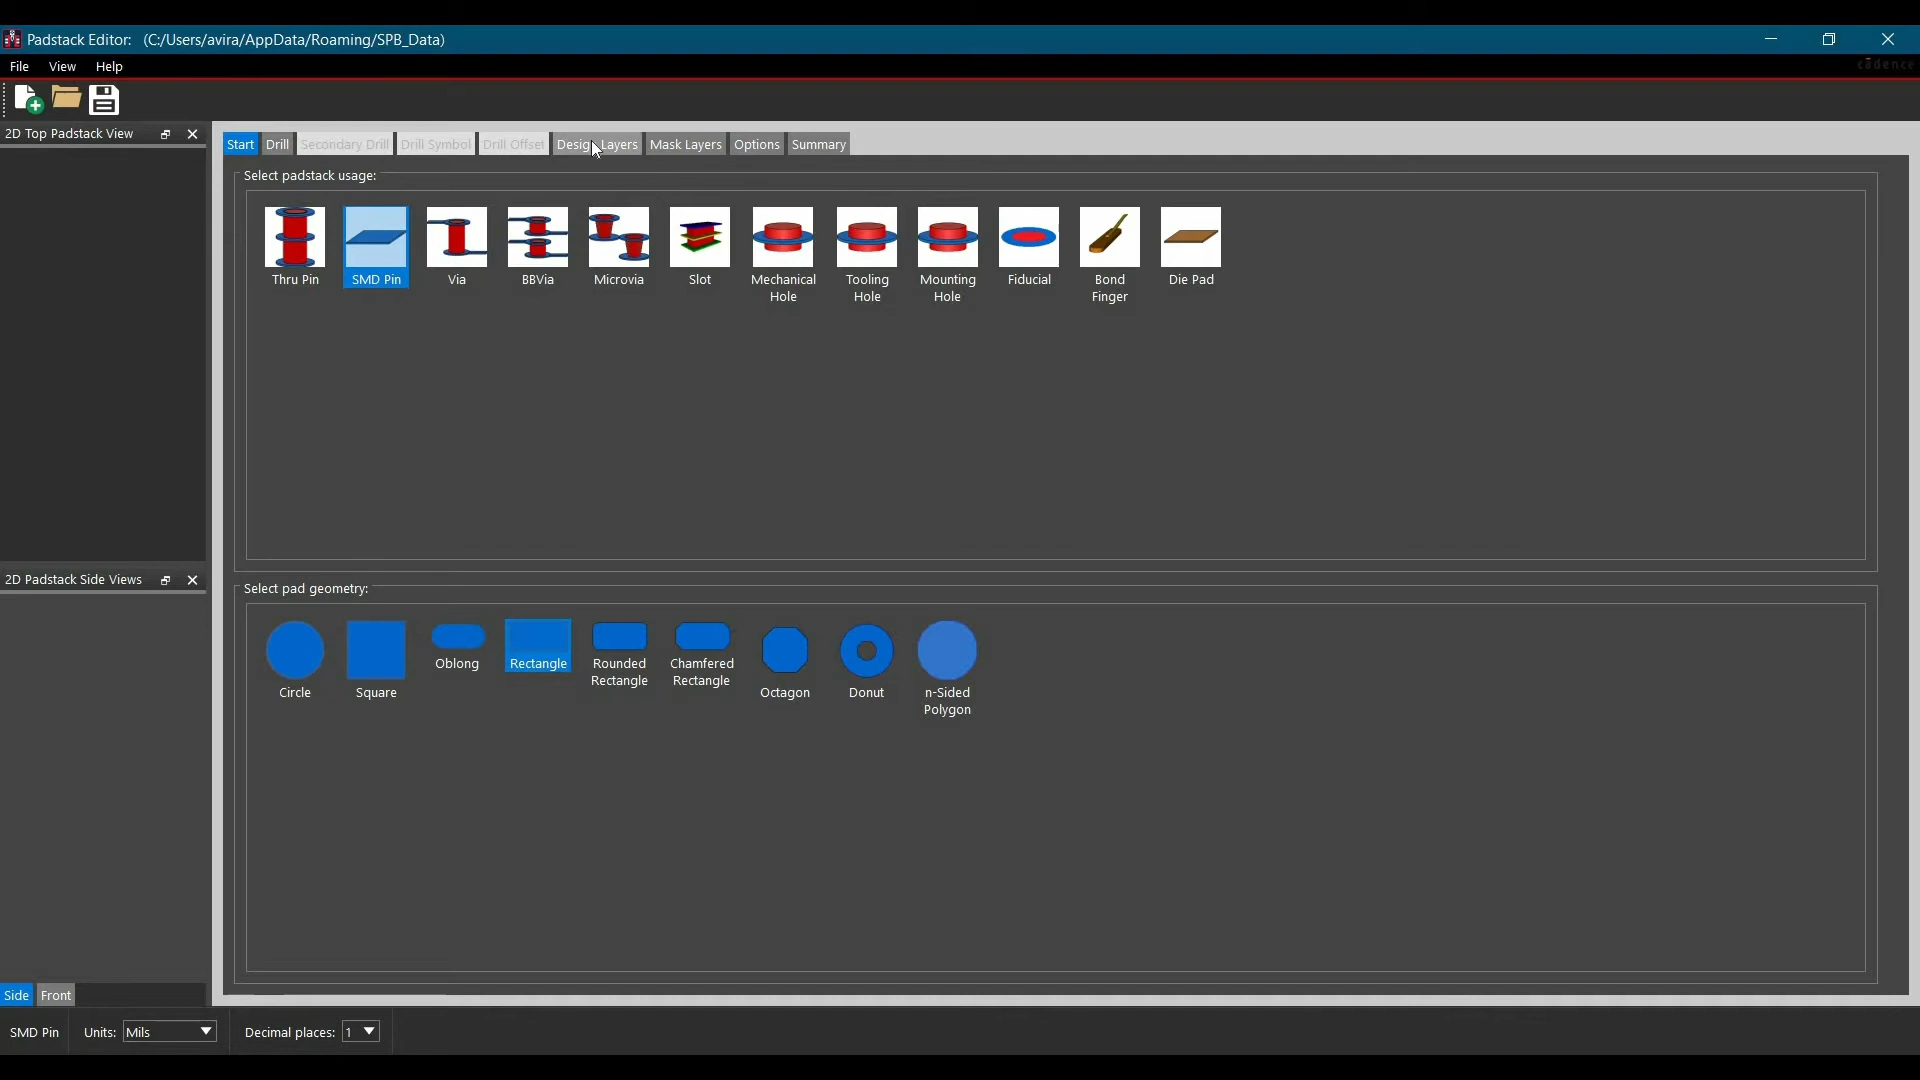 Padstack Editor: (C:/Users/avira/AppData/Roaming/SPB_Data)
File View Help
cādence
2D Top Padstack View
Start Drill Secondary Drill Drill Symbol Drill Offset Design Layers Mask Layers Options Summary
Select padstack usage:
Thru Pin SMD Pin Via BBVia Microvia Slot Mechanical Hole Tooling Hole Mounting Hole Fiducial Bond Finger Die Pad
2D Padstack Side Views
Select pad geometry:
Circle Square Oblong Rectangle Rounded Rectangle Chamfered Rectangle Octagon Donut n-Sided Polygon
Side Front
SMD Pin Units: Mils Decimal places: 1